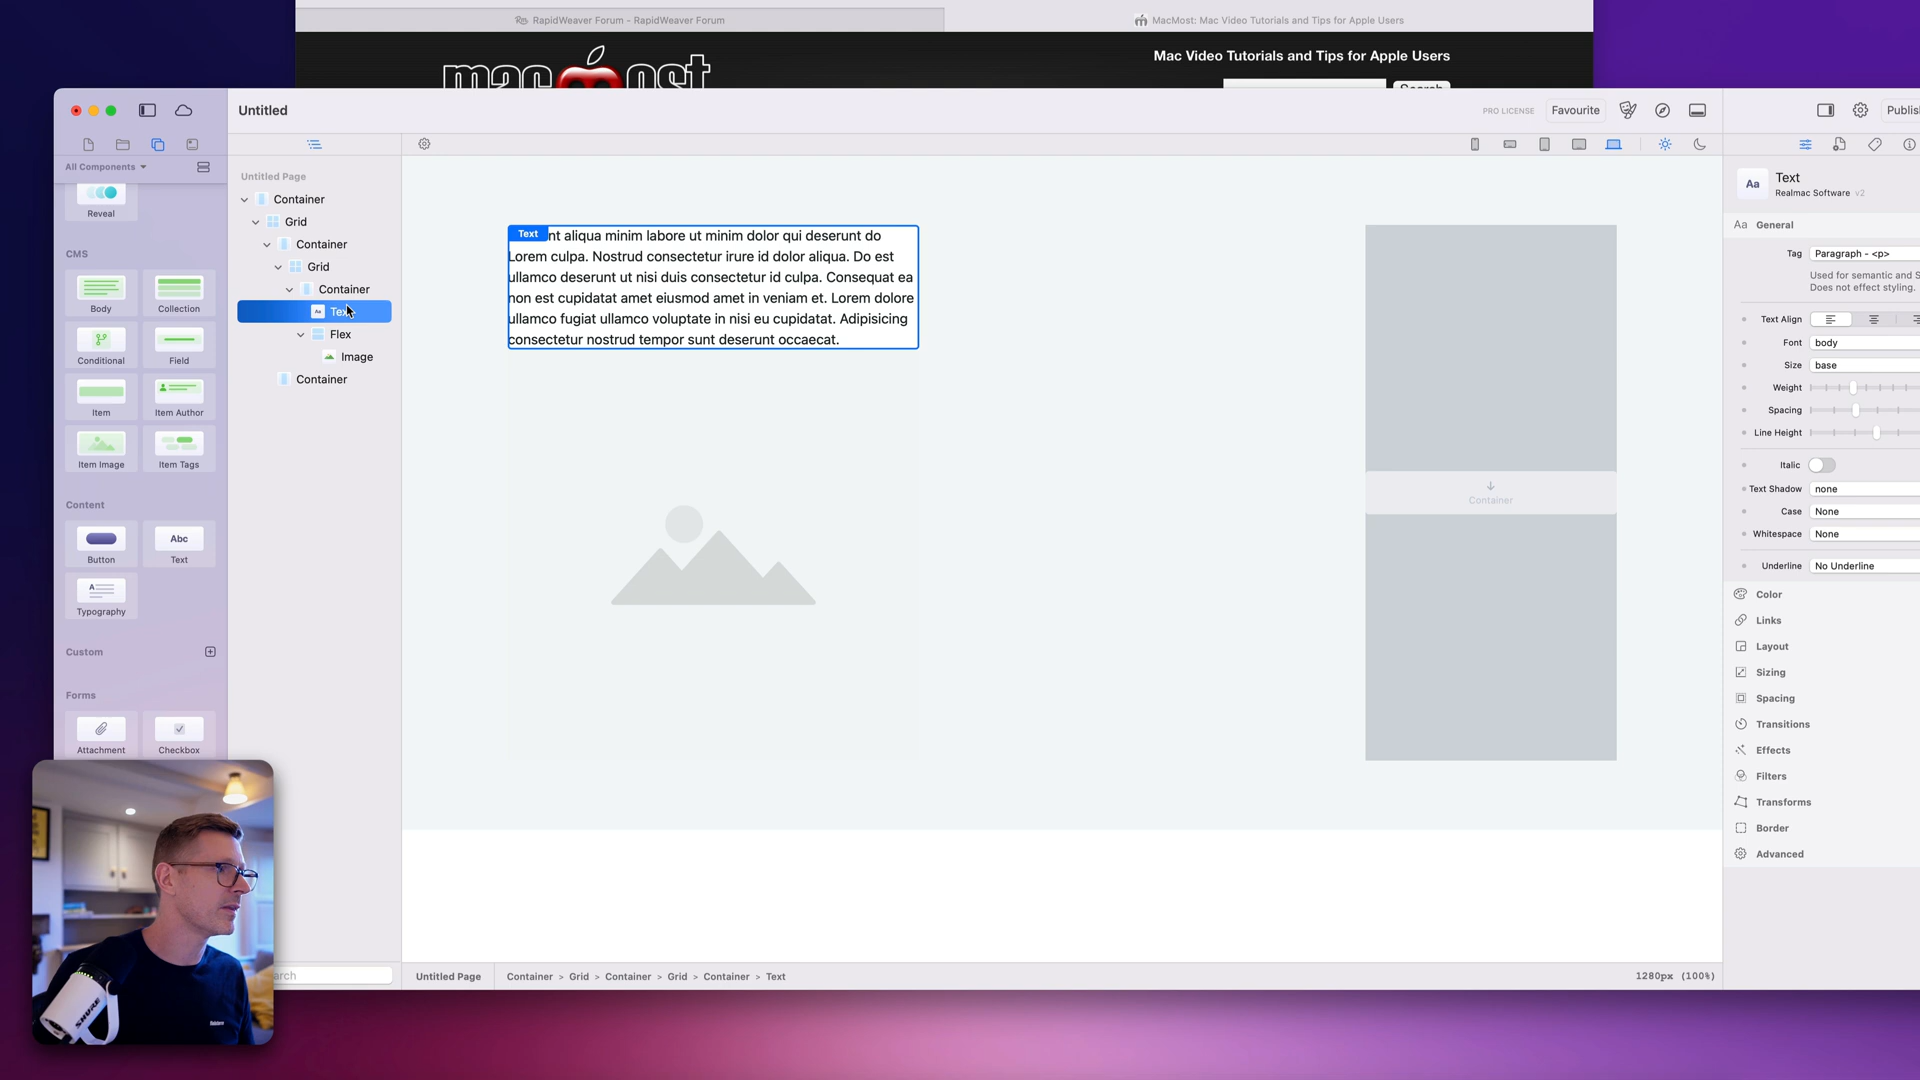 RapidWeaver Forum - RapidWeaver Forum
MacMost: Mac Video Tutorials and Tips for Apple Users
Mac Video Tutorials and Tips for Apple Users
Search
Untitled
PRO LICENSE
Favourite
Publis
All Components
Reveal
CMS
Body
Collection
Conditional
Field
Item
Item Author
Item Image
Item Tags
Content
Button
Abc
Text
Typography
Custom
Forms
Attachment
Checkbox
Untitled Page
Container
Grid
Container
Grid
Container
Aa
Flex
Image
Container
Text
nt aliqua minim labore ut minim dolor qui deserunt do
Lorem culpa. Nostrud consectetur irure id dolor aliqua. Do est
ullamco deserunt ut nisi duis consectetur id culpa. Consequat ea
non est cupidatat amet eiusmod amet in veniam et. Lorem dolore
ullamco fugiat ullamco voluptate in nisi eu cupidatat. Adipisicing
consectetur nostrud tempor sunt deserunt occaecat.
Container
Aa
Text
Realmac Software v2
Aa General
Tag Paragraph - <p>
Used for semantic and S
Does not effect styling.
Text Align
Font body
Size base
Weight
Spacing
Line Height
Italic
Text Shadow none
Case None
Whitespace None
Underline No Underline
Color
Links
Layout
Sizing
Spacing
Transitions
Effects
Filters
Transforms
Border
Advanced
SHURE
arch
Untitled Page
Container > Grid > Container > Grid > Container > Text
1280px (100%)